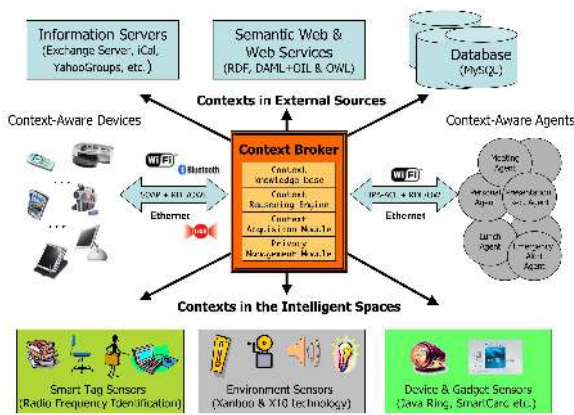 Information Servers
(Exchange Server, iCal,
YahooGroups, etc.)
Semantic Web &
Web Services
(RDF, DAML+OIL & OWL)
Database
(MySQL)
Contexts in External Sources
Context-Aware Devices
Context-Aware Agents
Context Broker
Context
Knowledge base
Context
Reasoning Engine
Context
Acquisition Module
Privacy
Management Module
WiFi
Bluetooth
Ethernet
WiFi
Ethernet
Meeting
Agent
Personal
Agent
Presentation
Agent
Lunch
Agent
Emergency
Alert
Agent
Contexts in the Intelligent Spaces
Smart Tag Sensors
(Radio Frequency Identification)
Environment Sensors
(Xanboo & X10 technology)
Device & Gadget Sensors
(Java Ring, SmartCard etc.)